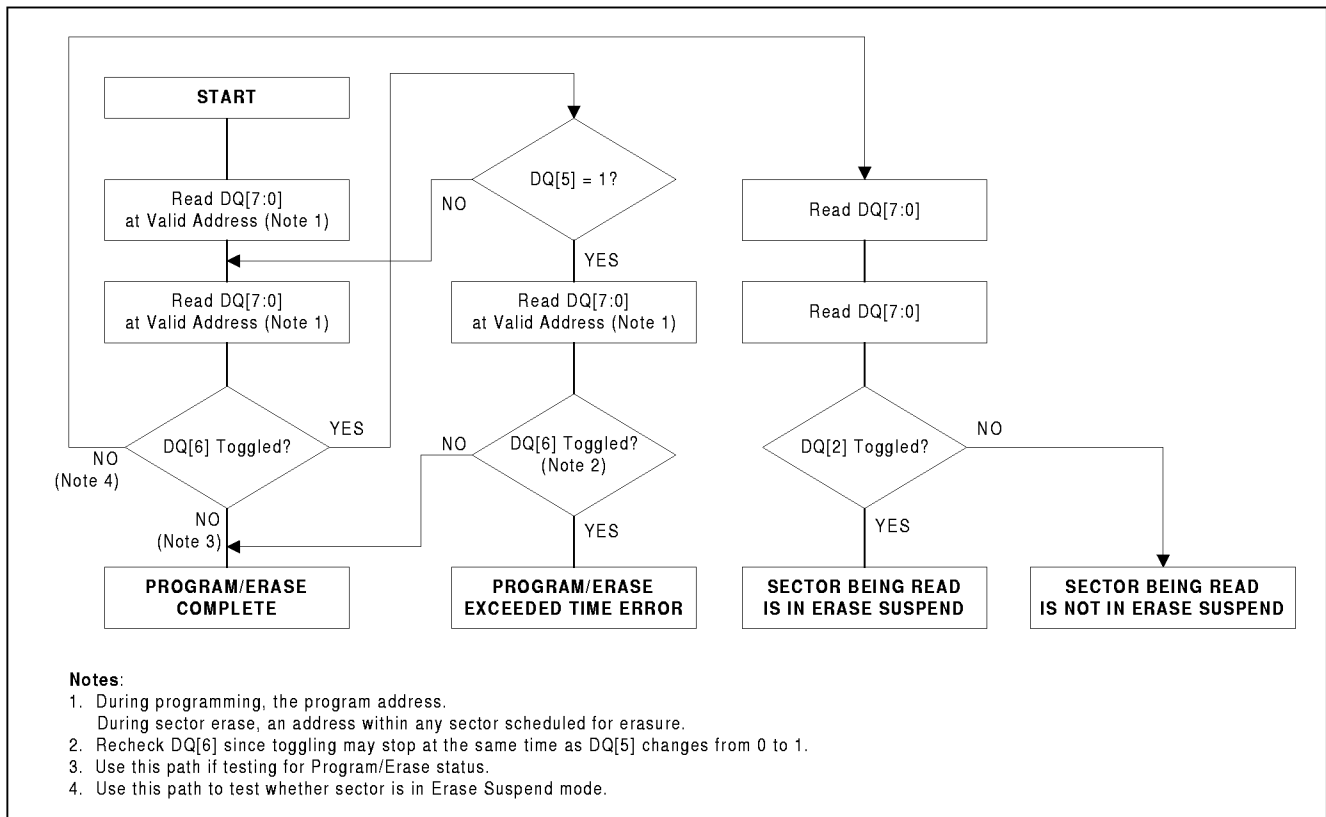 START
Read DQ[7:0]
at Valid Address (Note 1)
Read DQ[7:0]
at Valid Address (Note 1)
DQ[6] Toggled?
YES
NO
(Note 4)
NO
(Note 3)
PROGRAM/ERASE
COMPLETE
DQ[5] = 1?
NO
YES
Read DQ[7:0]
at Valid Address (Note 1)
DQ[6] Toggled?
(Note 2)
NO
YES
PROGRAM/ERASE
EXCEEDED TIME ERROR
Read DQ[7:0]
Read DQ[7:0]
DQ[2] Toggled?
NO
YES
SECTOR BEING READ
IS IN ERASE SUSPEND
SECTOR BEING READ
IS NOT IN ERASE SUSPEND
Notes:
1. During programming, the program address.
During sector erase, an address within any sector scheduled for erasure.
2. Recheck DQ[6] since toggling may stop at the same time as DQ[5] changes from 0 to 1.
3. Use this path if testing for Program/Erase status.
4. Use this path to test whether sector is in Erase Suspend mode.